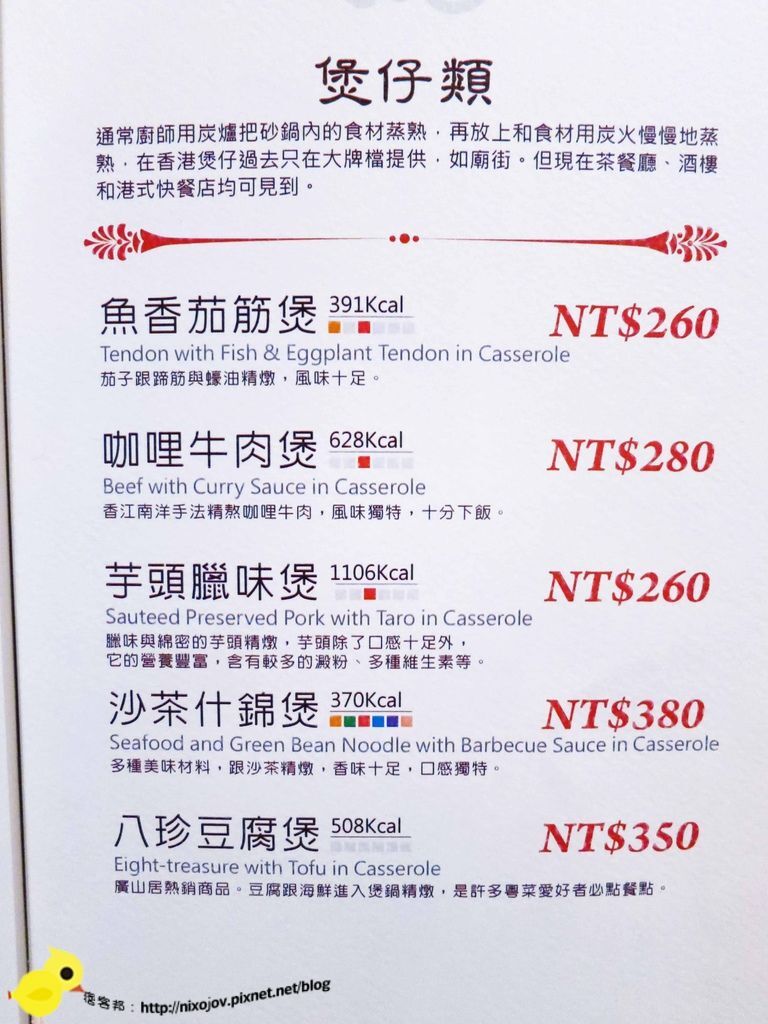 煲仔類
通常廚師用炭爐把砂鍋內的食材蒸熟，再放上和食材用炭火慢慢地蒸
熟，在香港煲仔過去只在大牌檔提供，如廟街。但現在茶餐廳、酒樓
和港式快餐店均可見到。
魚香茄筋煲 391Kcal NT$260
Tendon with Fish & Eggplant Tendon in Casserole
茄子跟蹄筋與蠔油精燉，風味十足。
咖哩牛肉煲 628Kcal NT$280
Beef with Curry Sauce in Casserole
香江南洋手法精熬咖哩牛肉，風味獨特，十分下飯。
芋頭臘味煲 1106Kcal NT$260
Sauteed Preserved Pork with Taro in Casserole
臘味與綿密的芋頭精燉，芋頭除了口感十足外，
它的營養豐富，含有較多的澱粉、多種維生素等。
沙茶什錦煲 370Kcal NT$380
Seafood and Green Bean Noodle with Barbecue Sauce in Casserole
多種美味材料，跟沙茶精燉，香味十足，口感獨特。
八珍豆腐煲 508Kcal NT$350
Eight-treasure with Tofu in Casserole
廣山居熱銷商品。豆腐跟海鮮進入煲鍋精燉，是許多粵菜愛好者必點餐點。
痞客邦：http://nixojov.pixnet.net/blog